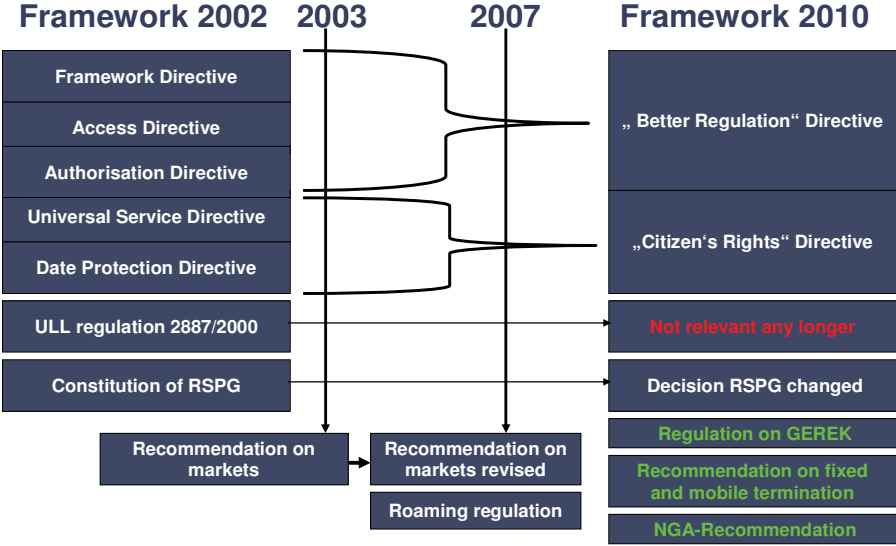 Framework 2002
2003
2007
Framework 2010
Framework Directive
Access Directive
Authorisation Directive
Universal Service Directive
Date Protection Directive
ULL regulation 2887/2000
Constitution of RSPG
„ Better Regulation“ Directive
„Citizen‘s Rights“ Directive
Not relevant any longer
Decision RSPG changed
Recommendation on
markets
Recommendation on
markets revised
Roaming regulation
Regulation on GEREK
Recommendation on fixed
and mobile termination
NGA-Recommendation